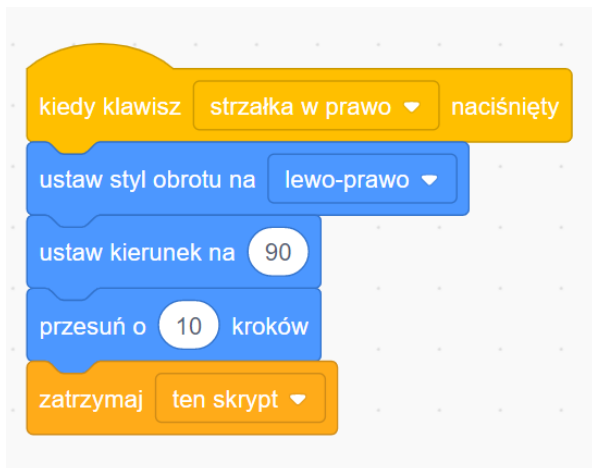 kiedy klawisz strzałka w prawo naciśnięty
ustaw styl obrotu na lewo-prawo
ustaw kierunek na 90
przesuń o 10 kroków
zatrzymaj ten skrypt